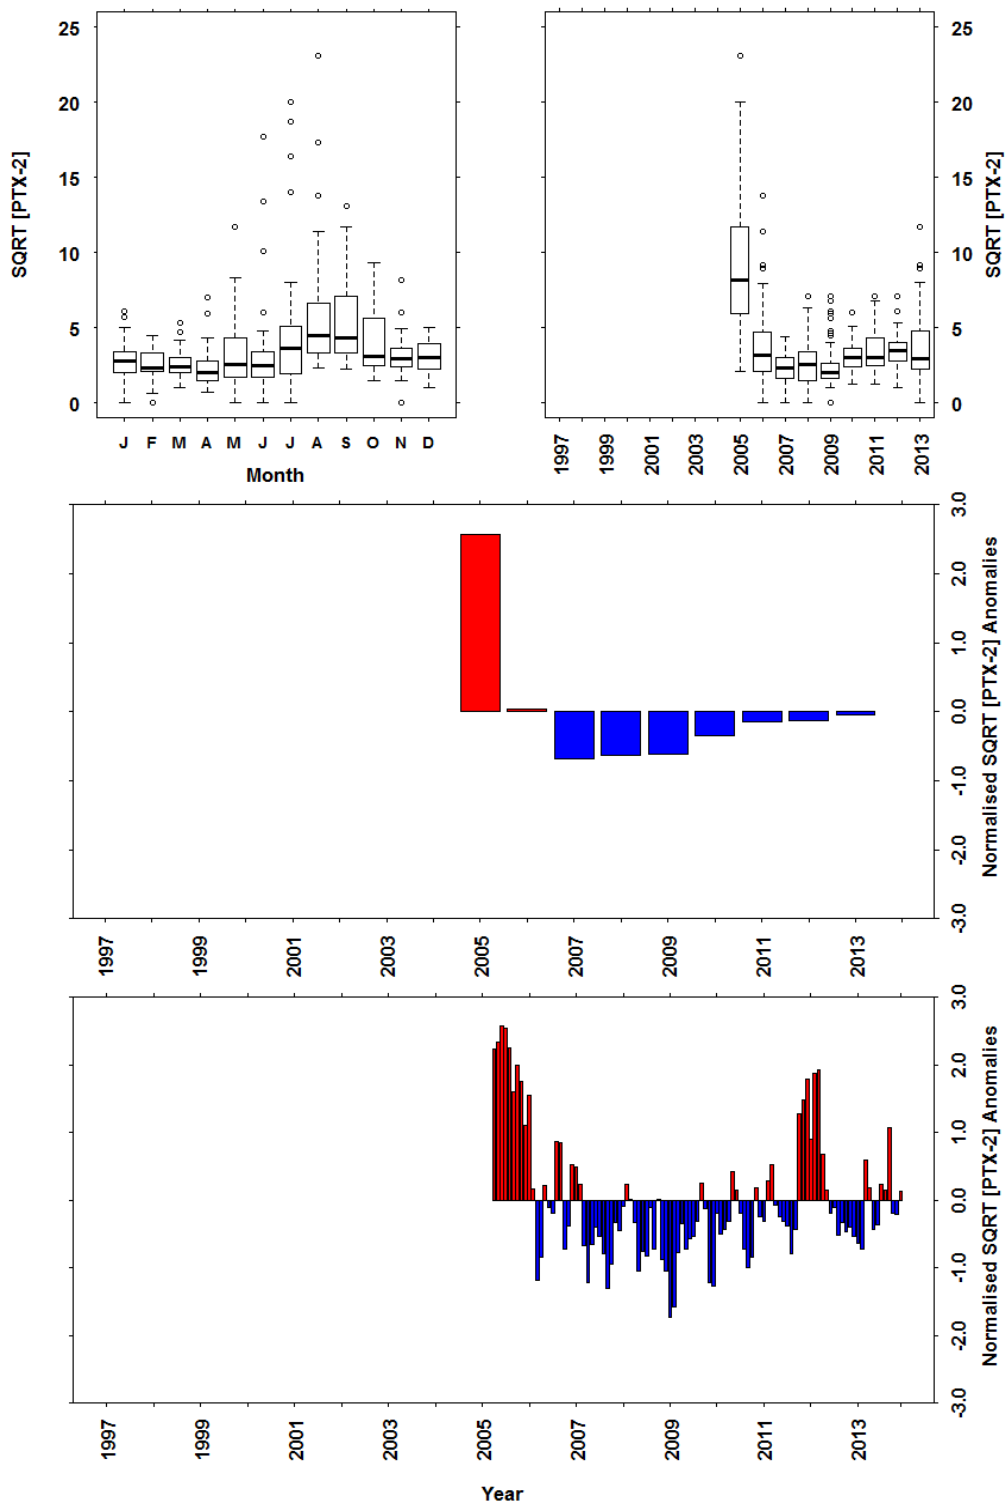 25
20
15
10
5
0
SQRT [PTX-2]
J F M A M J J A S O N D
Month
25
20
15
10
5
0
SQRT [PTX-2]
1997 1999 2001 2003 2005 2007 2009 2011 2013
3.0
2.0
1.0
0.0
-1.0
-2.0
-3.0
Normalised SQRT [PTX-2] Anomalies
1997 1999 2001 2003 2005 2007 2009 2011 2013
3.0
2.0
1.0
0.0
-1.0
-2.0
-3.0
Normalised SQRT [PTX-2] Anomalies
1997 1999 2001 2003 2005 2007 2009 2011 2013
Year